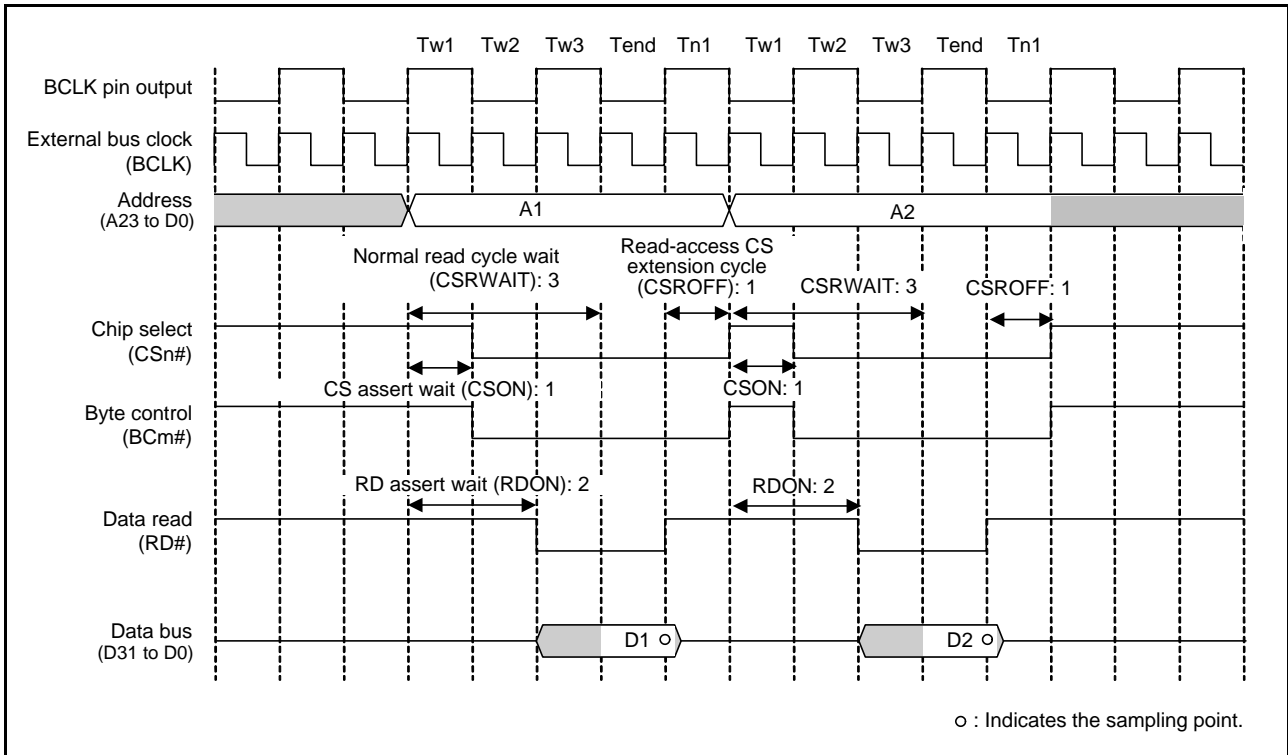 Tw1 Tw2 Tw3 Tend Tn1 Tw1 Tw2 Tw3 Tend Tn1
BCLK pin output
External bus clock
(BCLK)
Address
(A23 to D0)
A1
A2
Normal read cycle wait
(CSRWAIT): 3
Read-access CS
extension cycle
(CSROFF): 1
CSRWAIT: 3
CSROFF: 1
Chip select
(CSn#)
CS assert wait (CSON): 1
CSON: 1
Byte control
(BCm#)
RD assert wait (RDON): 2
RDON: 2
Data read
(RD#)
Data bus
(D31 to D0)
D1
D2
: Indicates the sampling point.